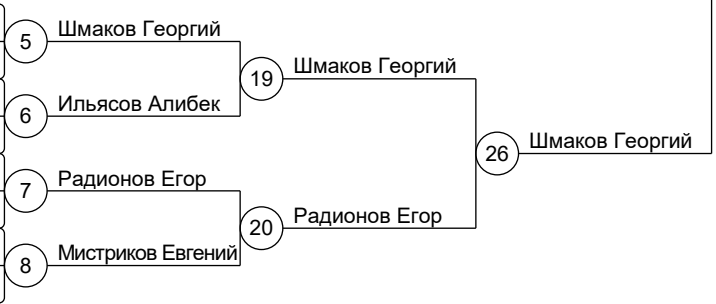 5 Шмаков Георгий
19 Шмаков Георгий
6 Ильясов Алибек
26 Шмаков Георгий
7 Радионов Егор
20 Радионов Егор
8 Мистриков Евгений